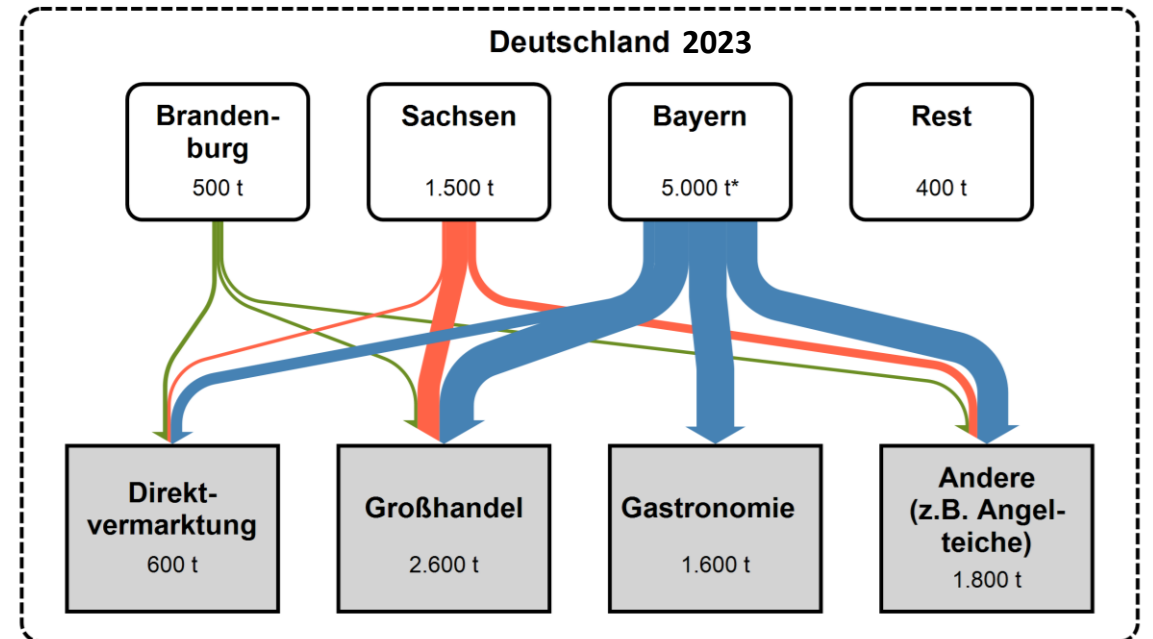 Deutschland 2023
Branden-
burg
500 t
Sachsen
1.500 t
Bayern
5.000 t*
Rest
400 t
Direkt-
vermarktung
600 t
Großhandel
2.600 t
Gastronomie
1.600 t
Andere
(z.B. Angel-
teiche)
1.800 t